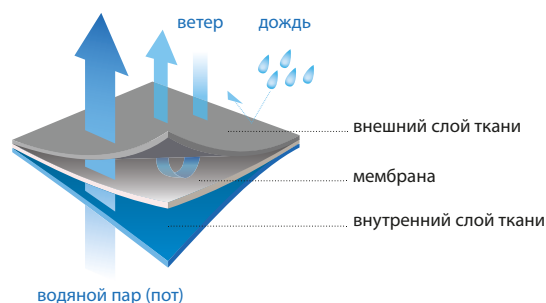 ветер
дождь
внешний слой ткани
мембрана
внутренний слой ткани
водяной пар (пот)